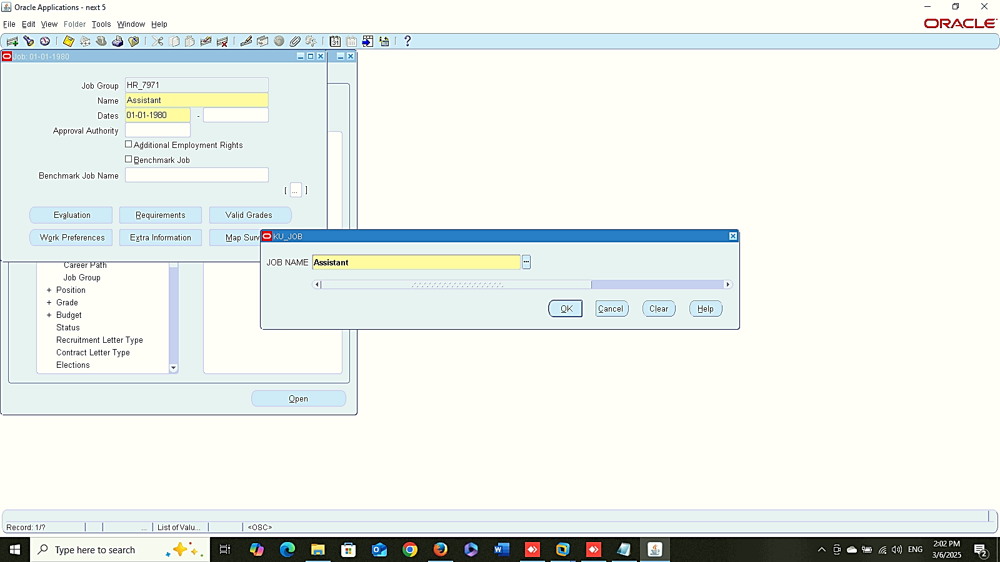 Oracle Applications - next 5
File Edit View Folder Tools Window Help
ORACLE
31
?
Job: 01-01-1980
Job Group HR_7971
Name Assistant
Dates 01-01-1980 -
Approval Authority
Additional Employment Rights
Benchmark Job
Benchmark Job Name
[ ... ]
Evaluation Requirements Valid Grades
Work Preferences Extra Information Map Surv
KU_JOB
JOB NAME Assistant ...
OK Cancel Clear Help
Career Path
Job Group
+ Position
+ Grade
+ Budget
Status
Recruitment Letter Type
Contract Letter Type
Elections
Open
Record: 1/? ... List of Valu... <OSC>
Type here to search
ENG
2:02 PM
3/6/2025
2